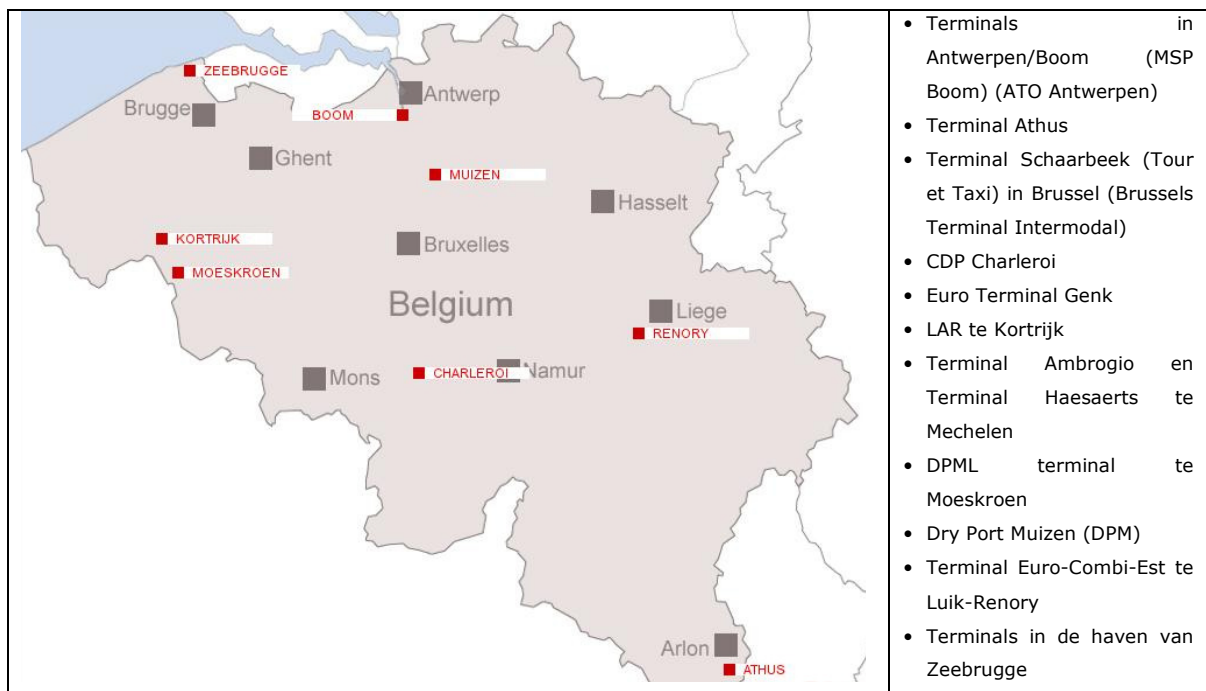 ZEEBRUGGE
Antwerp
Brugge
BOOM
Ghent
MUIZEN
Hasselt
KORTRIJK
Bruxelles
MOESKROEN
Belgium
Liege
RENORY
Mons
CHARLEROI
Namur
Arlon
ATHUS
• Terminals in
Antwerpen/Boom (MSP
Boom) (ATO Antwerpen)
• Terminal Athus
• Terminal Schaarbeek (Tour
et Taxi) in Brussel (Brussels
Terminal Intermodal)
• CDP Charleroi
• Euro Terminal Genk
• LAR te Kortrijk
• Terminal Ambrogio en
Terminal Haesaerts te
Mechelen
• DPML terminal te
Moeskroen
• Dry Port Muizen (DPM)
• Terminal Euro-Combi-Est te
Luik-Renory
• Terminals in de haven van
Zeebrugge